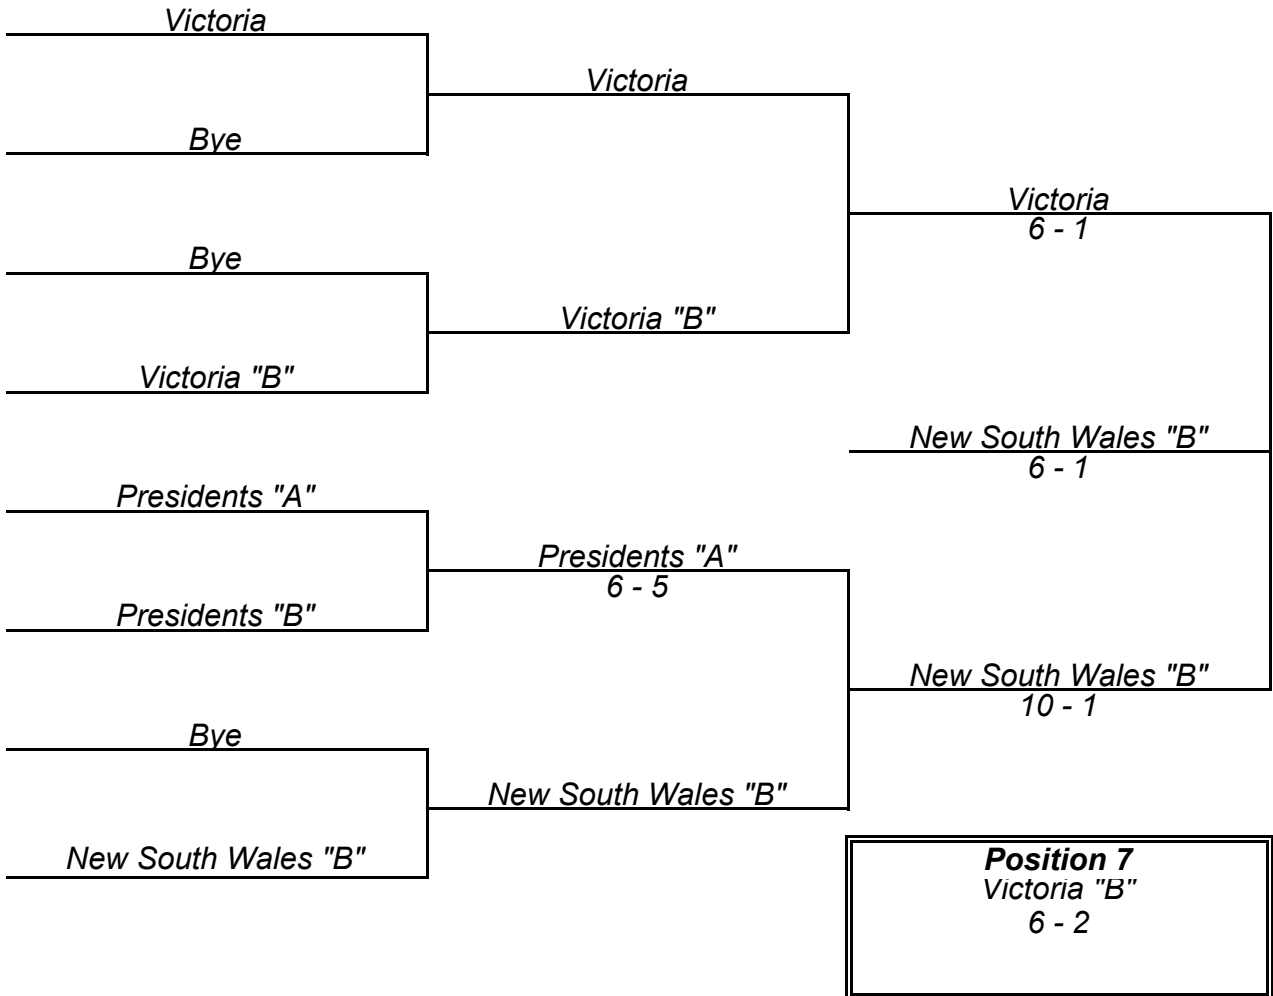 Victoria
Victoria
Bye
Victoria
6 - 1
Bye
Victoria "B"
Victoria "B"
New South Wales "B"
6 - 1
Presidents "A"
Presidents "A"
6 - 5
Presidents "B"
New South Wales "B"
10 - 1
Bye
New South Wales "B"
New South Wales "B"
Position 7
Victoria "B"
6 - 2